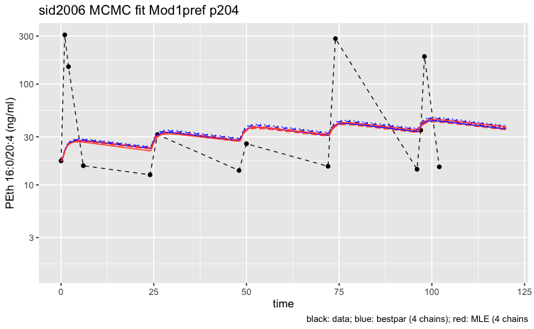 sid2006 MCMC fit Mod1pref p204
PEth 16:0/20:4 (ng/ml)
300
100
30
10
3
0
25
50
75
100
125
time
black: data; blue: bestpar (4 chains); red: MLE (4 chains